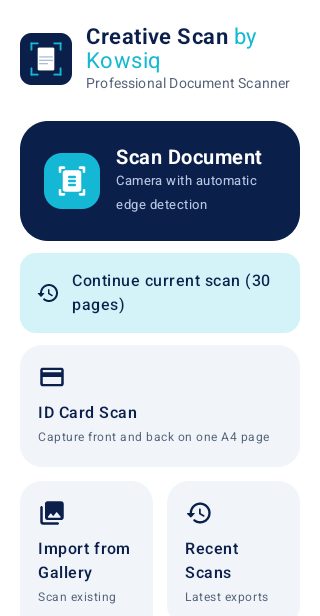 Creative Scan by
Kowsiq
Professional Document Scanner
Scan Document
Camera with automatic
edge detection
Continue current scan (30
pages)
ID Card Scan
Capture front and back on one A4 page
Import from
Gallery
Scan existing
Recent
Scans
Latest exports